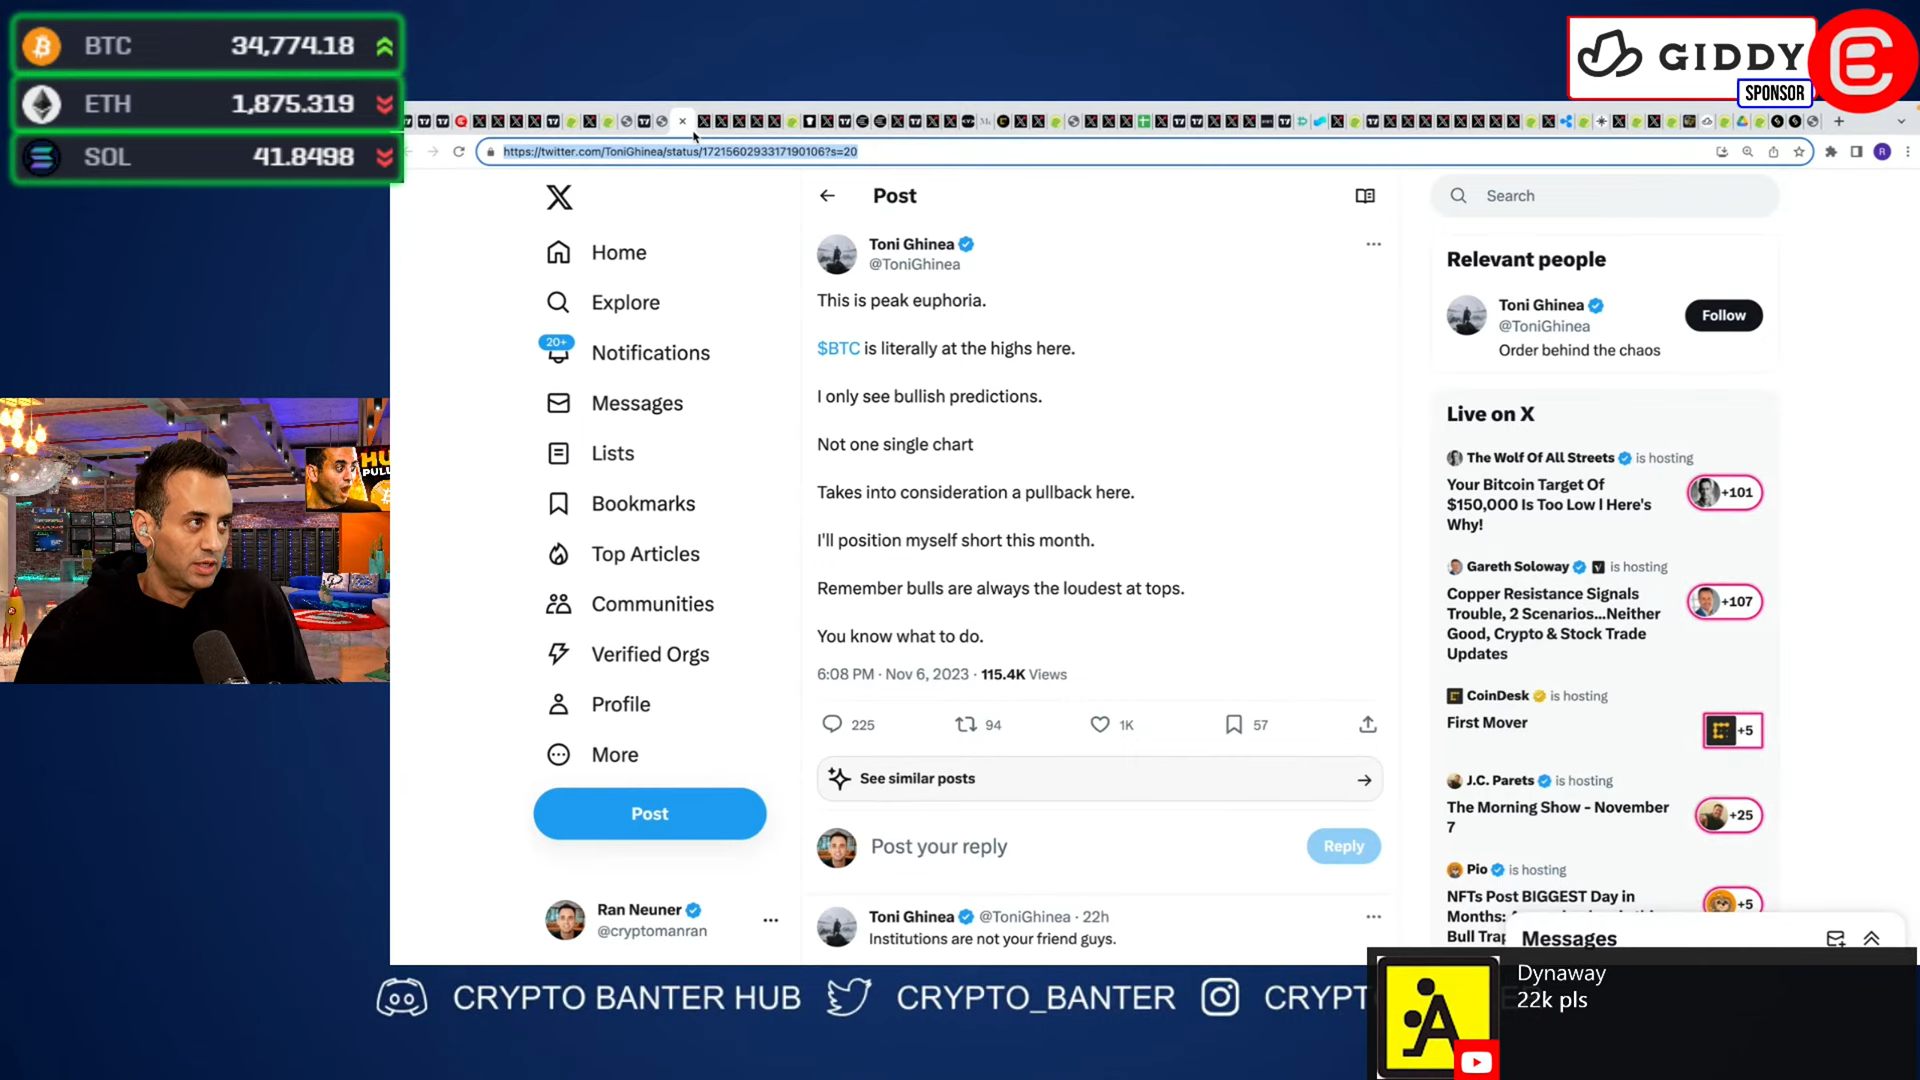 BTC 34,774.18
ETH 1,875.319
SOL 41.8498
GIDDY
SPONSOR
https://twitter.com/ToniGhinea/status/1721560293317190106?s=20
R
Home
Explore
20+
Notifications
Messages
Lists
Bookmarks
Top Articles
Communities
Verified Orgs
Profile
More
Post
Ran Neuner
@cryptomanran
Post
Toni Ghinea
@ToniGhinea
This is peak euphoria.
$BTC is literally at the highs here.
I only see bullish predictions.
Not one single chart
Takes into consideration a pullback here.
I'll position myself short this month.
Remember bulls are always the loudest at tops.
You know what to do.
6:08 PM · Nov 6, 2023 · 115.4K Views
225 94 1K 57
See similar posts
Post your reply
Reply
Toni Ghinea @ToniGhinea · 22h
Institutions are not your friend guys.
Search
Relevant people
Toni Ghinea
@ToniGhinea
Follow
Order behind the chaos
Live on X
The Wolf Of All Streets is hosting
Your Bitcoin Target Of
$150,000 Is Too Low | Here's
Why!
+101
Gareth Soloway is hosting
Copper Resistance Signals
Trouble, 2 Scenarios...Neither
Good, Crypto & Stock Trade
Updates
+107
CoinDesk is hosting
First Mover
+5
J.C. Parets is hosting
The Morning Show - November
7
+25
Pio is hosting
NFTs Post BIGGEST Day in
+5
Bull Trap
Messages
CRYPTO BANTER HUB
CRYPTO_BANTER
Dynaway
22k pls